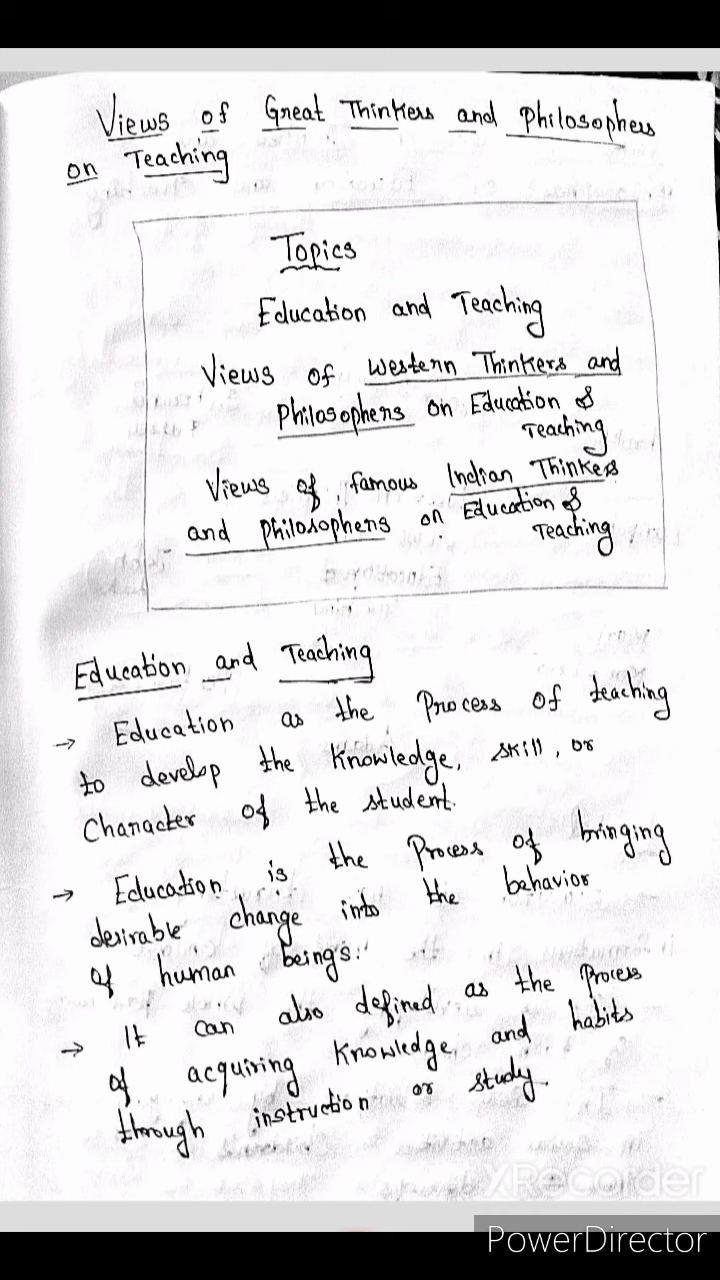 Views of Great Thinkers and Philosophers
on Teaching
Topics
Education and Teaching
Views of Western Thinkers and
Philosophers on Education &
Teaching
Views of famous Indian Thinkers
and Philosophers on Education &
Teaching
Education and Teaching
→ Education as the Process of teaching
to develop the Knowledge, skill, or
Character of the student.
→ Education is the Process of bringing
desirable change into the behavior
of human being's.
→ It can also defined as the Process
of acquiring Knowledge and habits
through instruction or study.
XRecorder
PowerDirector